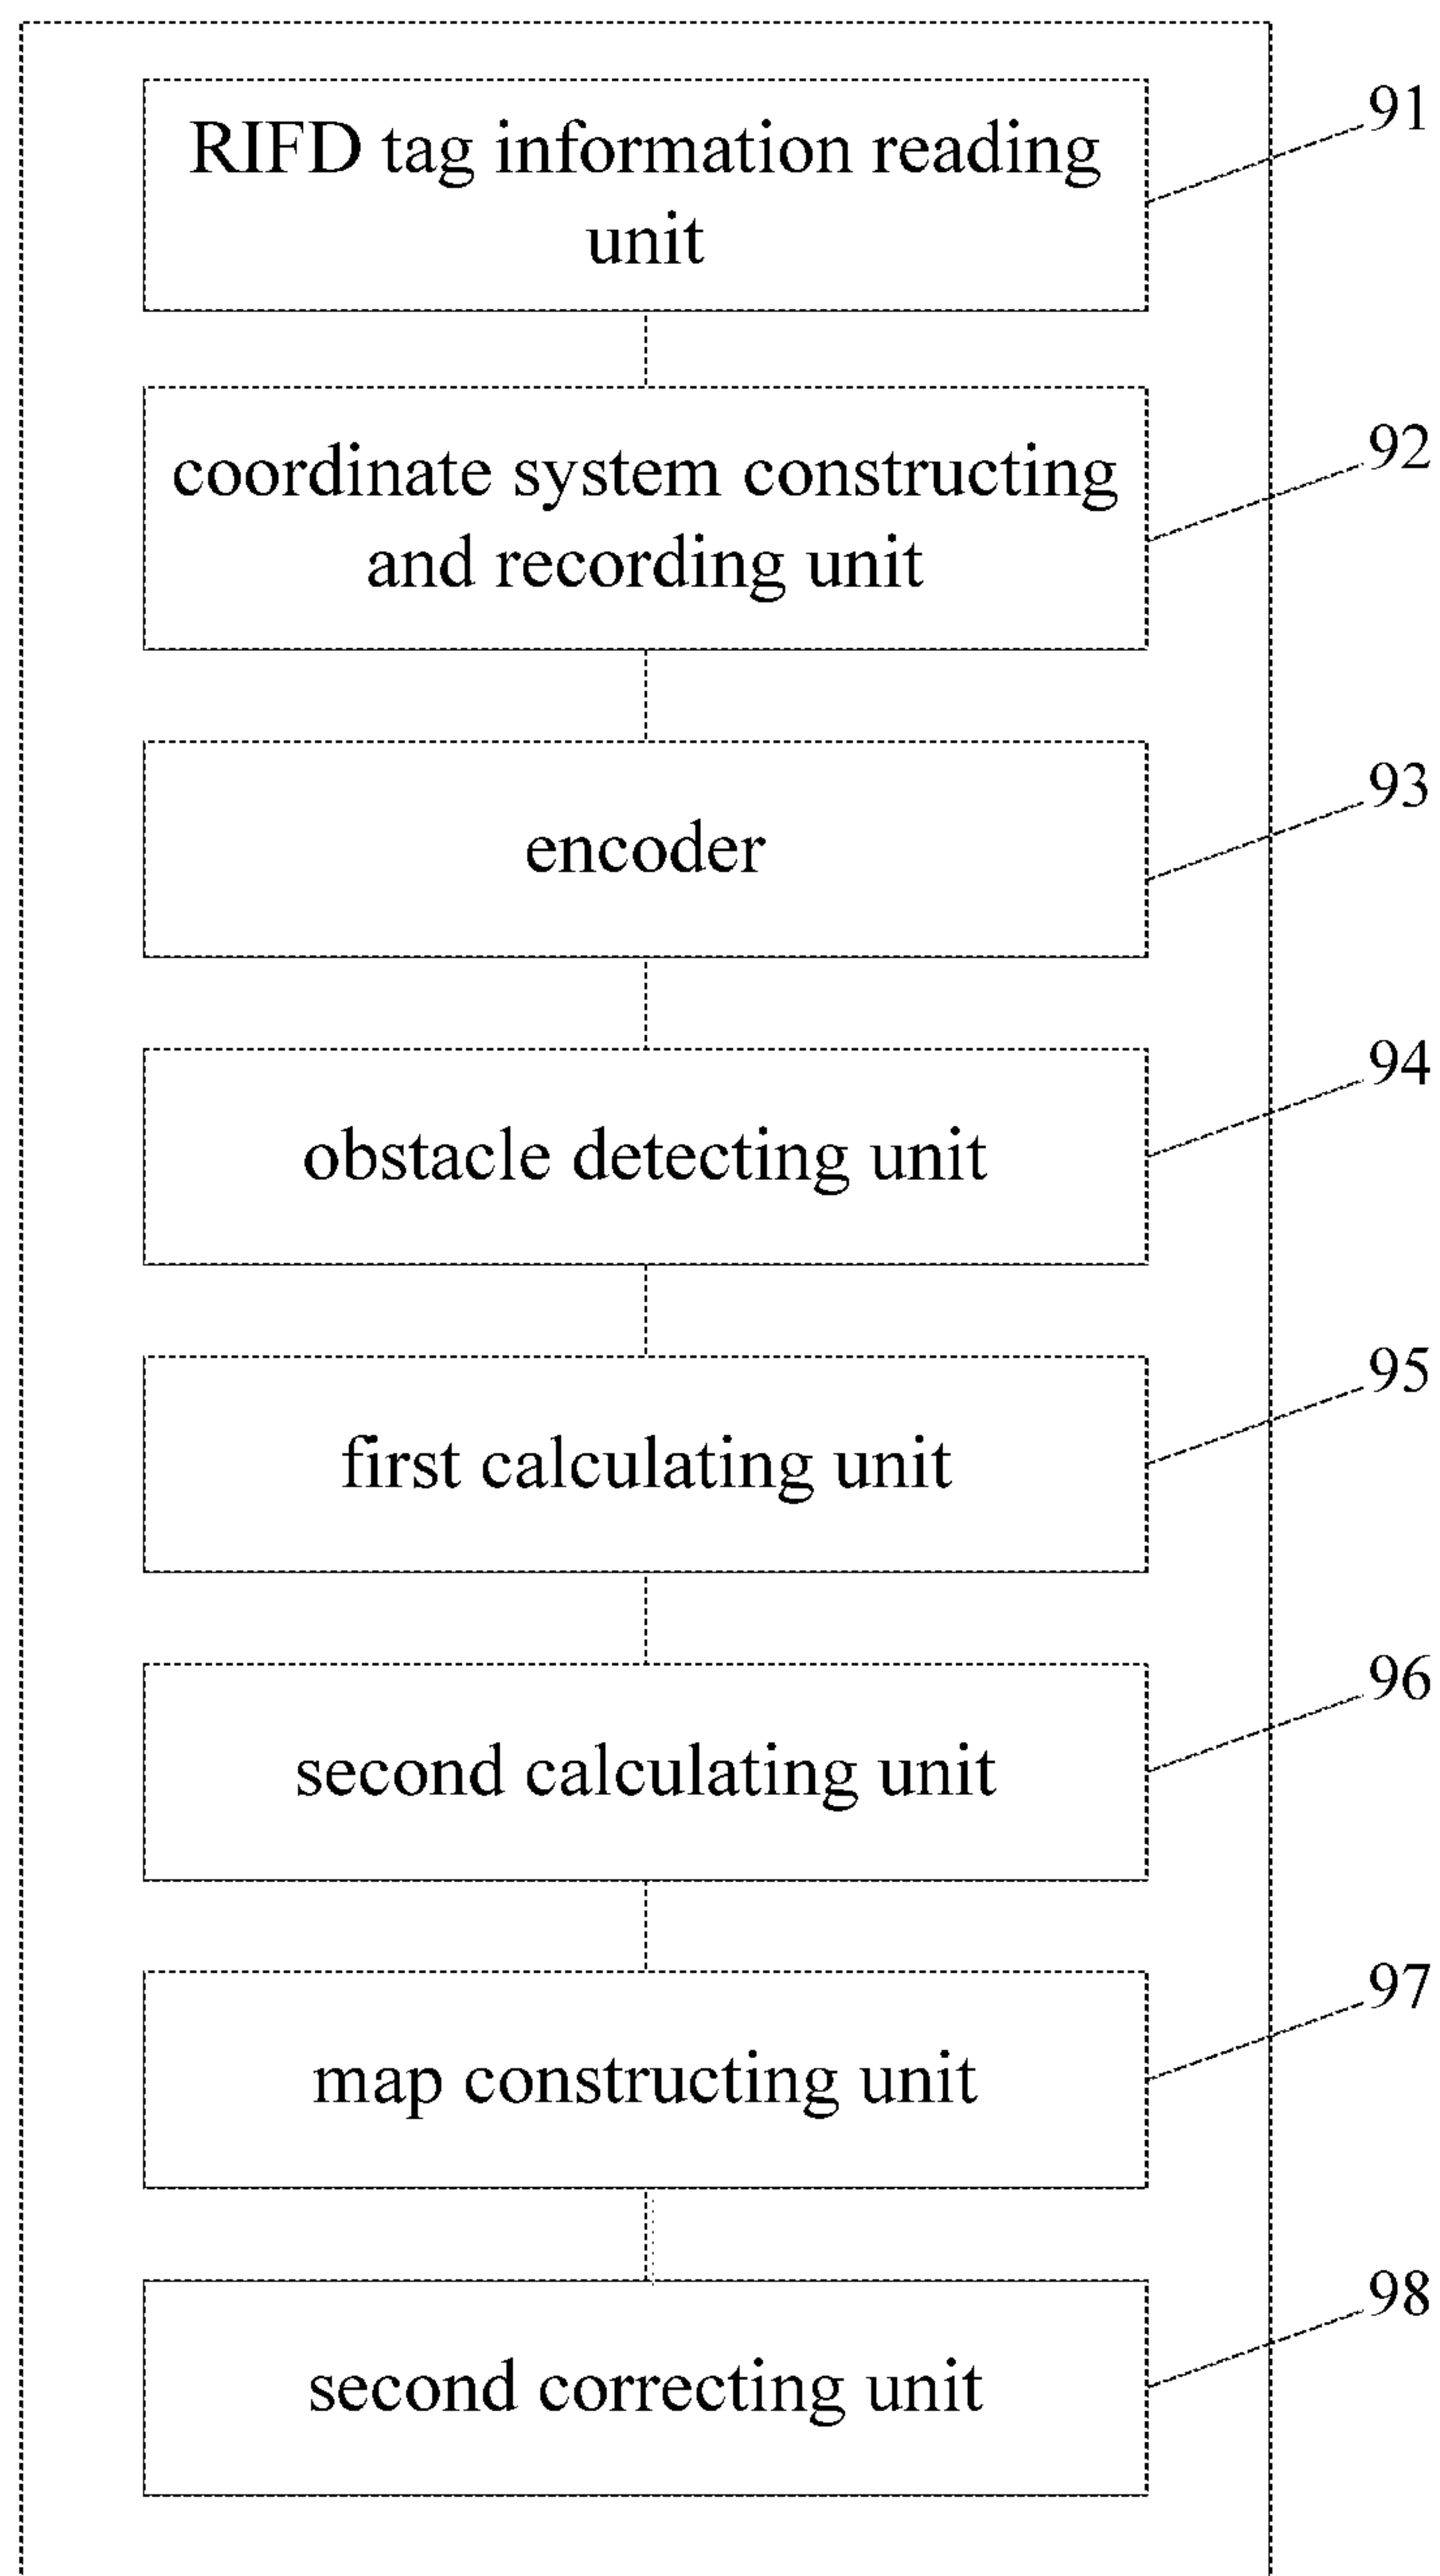 RIFD tag information reading
unit
91
coordinate system constructing
and recording unit
92
encoder
93
obstacle detecting unit
94
first calculating unit
95
second calculating unit
96
map constructing unit
97
second correcting unit
98